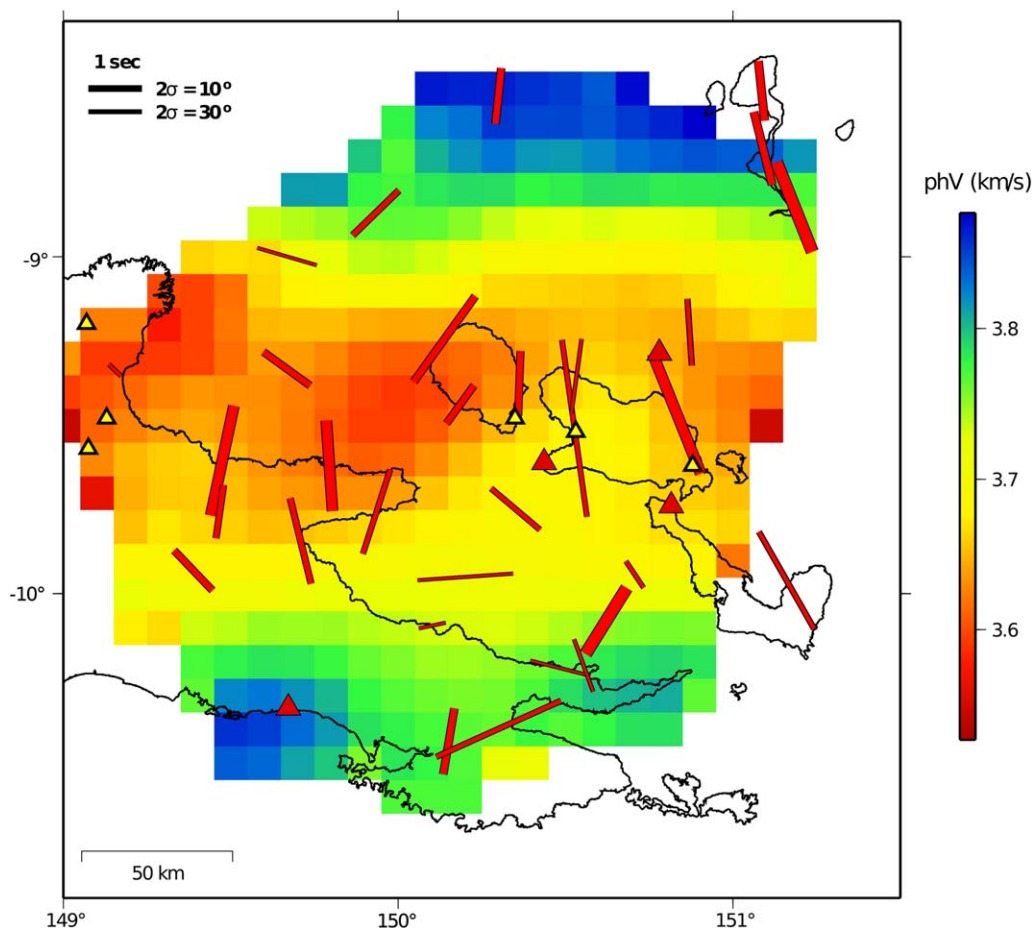 1 sec
2σ = 10°
2σ = 30°
phV (km/s)
-9°
3.8
3.7
-10°
3.6
50 km
149°
150°
151°